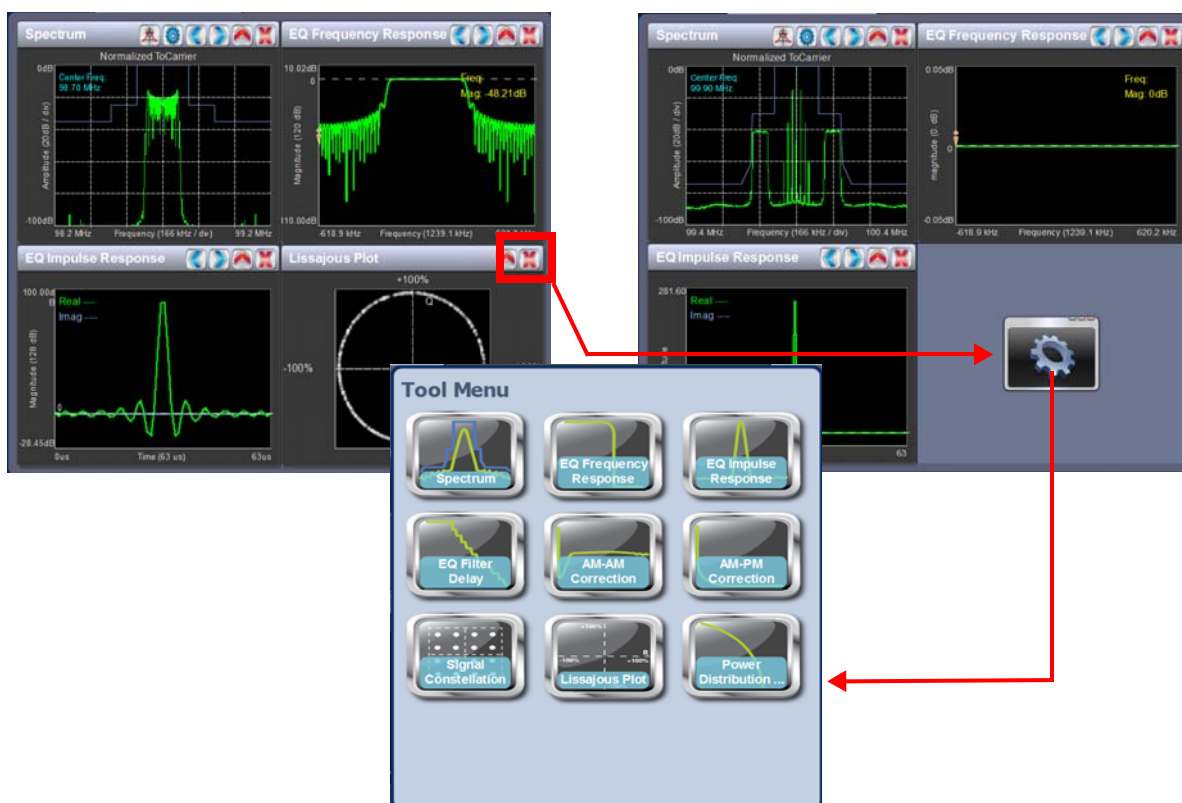 Spectrum
Normalized ToCarrier
0dB
Center Freq:
98.70 MHz
Amplitude (20dB / div)
-100dB
98.2 MHz Frequency (166 kHz / div) 99.2 MHz
EQ Frequency Response
10.02dB
0
Freq:
Mag: -48.21dB
Magnitude (120 dB)
110.00dB
-618.9 kHz Frequency (1239.1 kHz)
EQ Impulse Response
Real ----
Imag ----
Magnitude (128 dB)
0
-28.45dB
0us Time (63 us) 63us
Lissajous Plot
+100%
Q
-100%
Spectrum
Normalized ToCarrier
0dB
Center Freq:
99.90 MHz
Amplitude (20dB / div)
-100dB
99.4 MHz Frequency (166 kHz / div) 100.4 MHz
EQ Frequency Response
0.05dB
Freq:
Mag: 0dB
magnitude (0. dB)
0
-0.05dB
-618.9 kHz Frequency (1239.1 kHz) 620.2 kHz
EQ Impulse Response
281.60
Real ----
Imag ----
63
Tool Menu
Spectrum
EQ Frequency
Response
EQ Impulse
Response
EQ Filter
Delay
AM-AM
Correction
AM-PM
Correction
Signal
Constellation
+100%
R
-100% +100%
Lissajous Plot
Power
Distribution ...